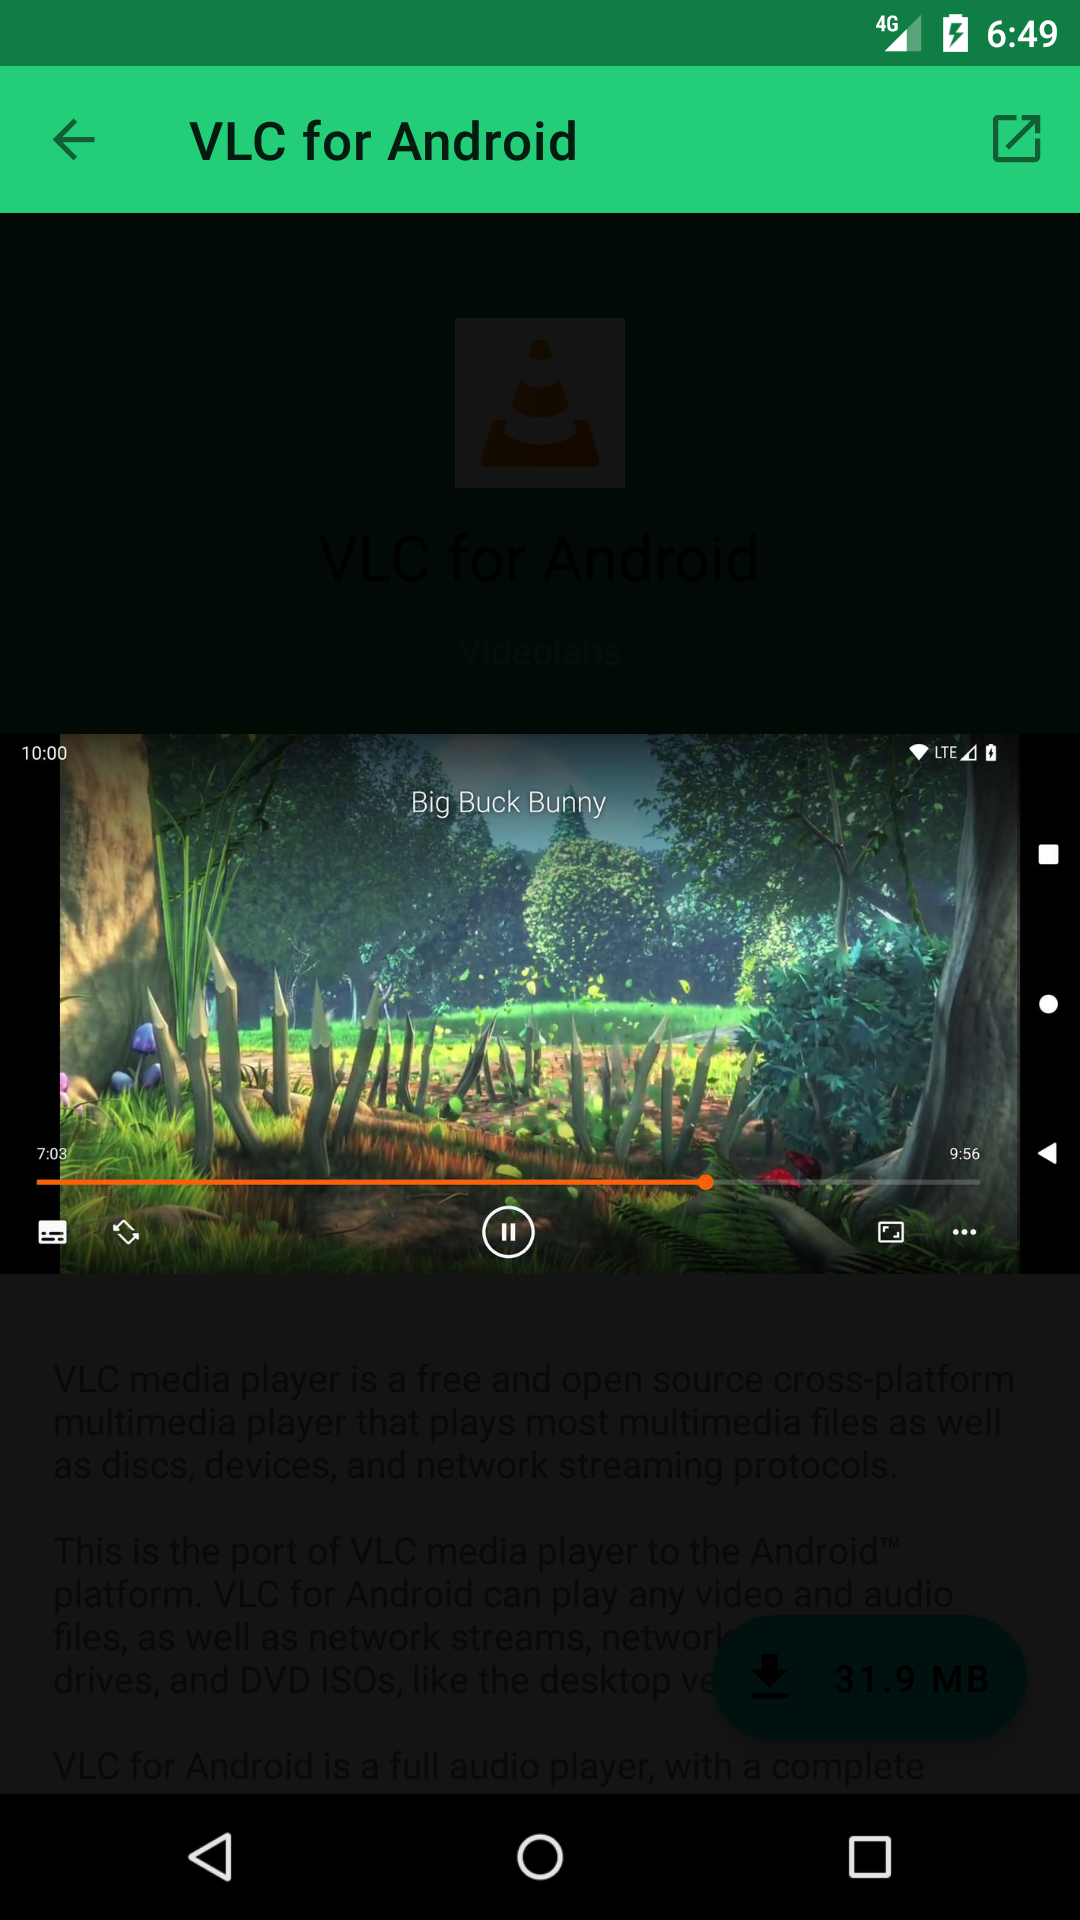 4G 6:49
VLC for Android
VLC for Android
Videolabs
10:00 LTE
Big Buck Bunny
7:03 9:56
VLC media player is a free and open source cross-platform
multimedia player that plays most multimedia files as well
as discs, devices, and network streaming protocols.
This is the port of VLC media player to the Android™
platform. VLC for Android can play any video and audio
files, as well as network streams, network
drives, and DVD ISOs, like the desktop ve
31.9 MB
VLC for Android is a full audio player, with a complete